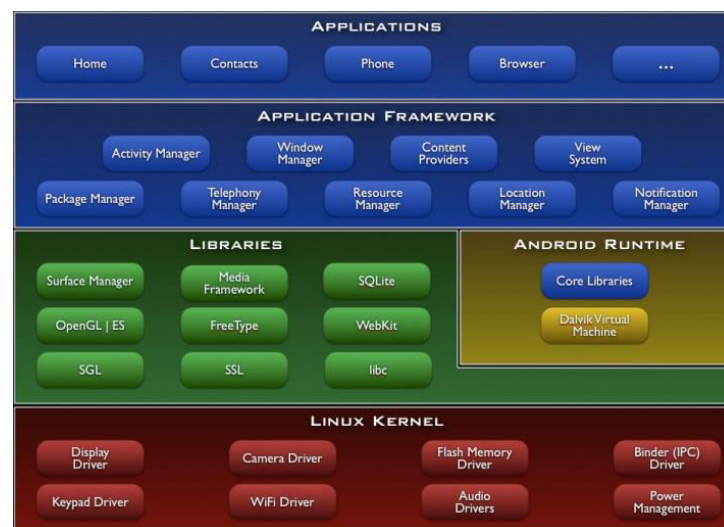 APPLICATIONS
Home
Contacts
Phone
Browser
...
APPLICATION FRAMEWORK
Activity Manager
Window
Manager
Content
Providers
View
System
Package Manager
Telephony
Manager
Resource
Manager
Location
Manager
Notification
Manager
LIBRARIES
Surface Manager
Media
Framework
SQLite
OpenGL | ES
FreeType
WebKit
SGL
SSL
libc
ANDROID RUNTIME
Core Libraries
Dalvik Virtual
Machine
LINUX KERNEL
Display
Driver
Camera Driver
Flash Memory
Driver
Binder (IPC)
Driver
Keypad Driver
WiFi Driver
Audio
Drivers
Power
Management